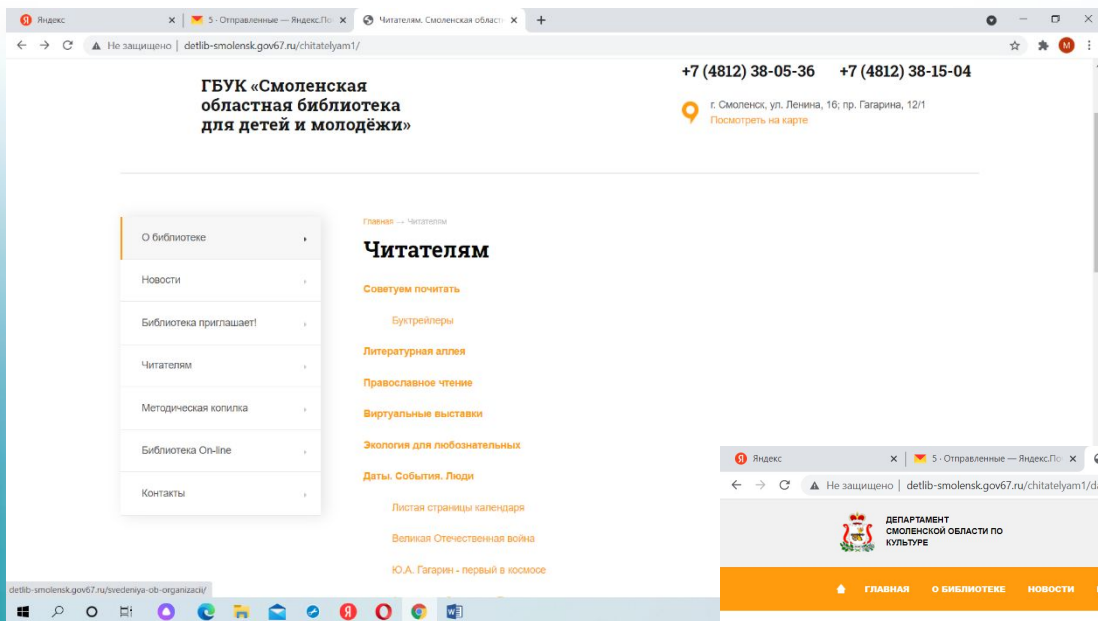 Яндекс
5 · Отправленные — Яндекс.По
Читателям. Смоленская област
Не защищено | detlib-smolensk.gov67.ru/chitatelyam1/
М
ГБУК «Смоленская
областная библиотека
для детей и молодёжи»
+7 (4812) 38-05-36 +7 (4812) 38-15-04
г. Смоленск, ул. Ленина, 16; пр. Гагарина, 12/1
Посмотреть на карте
О библиотеке
Новости
Библиотека приглашает!
Читателям
Методическая копилка
Библиотека On-line
Контакты
Главная — Читателям
Читателям
Советуем почитать
Буктрейлеры
Литературная аллея
Православное чтение
Виртуальные выставки
Экология для любознательных
Даты. События. Люди
Листая страницы календаря
Великая Отечественная война
Ю.А. Гагарин - первый в космосе
detlib-smolensk.gov67.ru/svedeniya-ob-organizacii/
Яндекс
5 · Отправленные — Яндекс.По
Не защищено | detlib-smolensk.gov67.ru/chitatelyam1/d
ДЕПАРТАМЕНТ
СМОЛЕНСКОЙ ОБЛАСТИ ПО
КУЛЬТУРЕ
ГЛАВНАЯ О БИБЛИОТЕКЕ НОВОСТИ